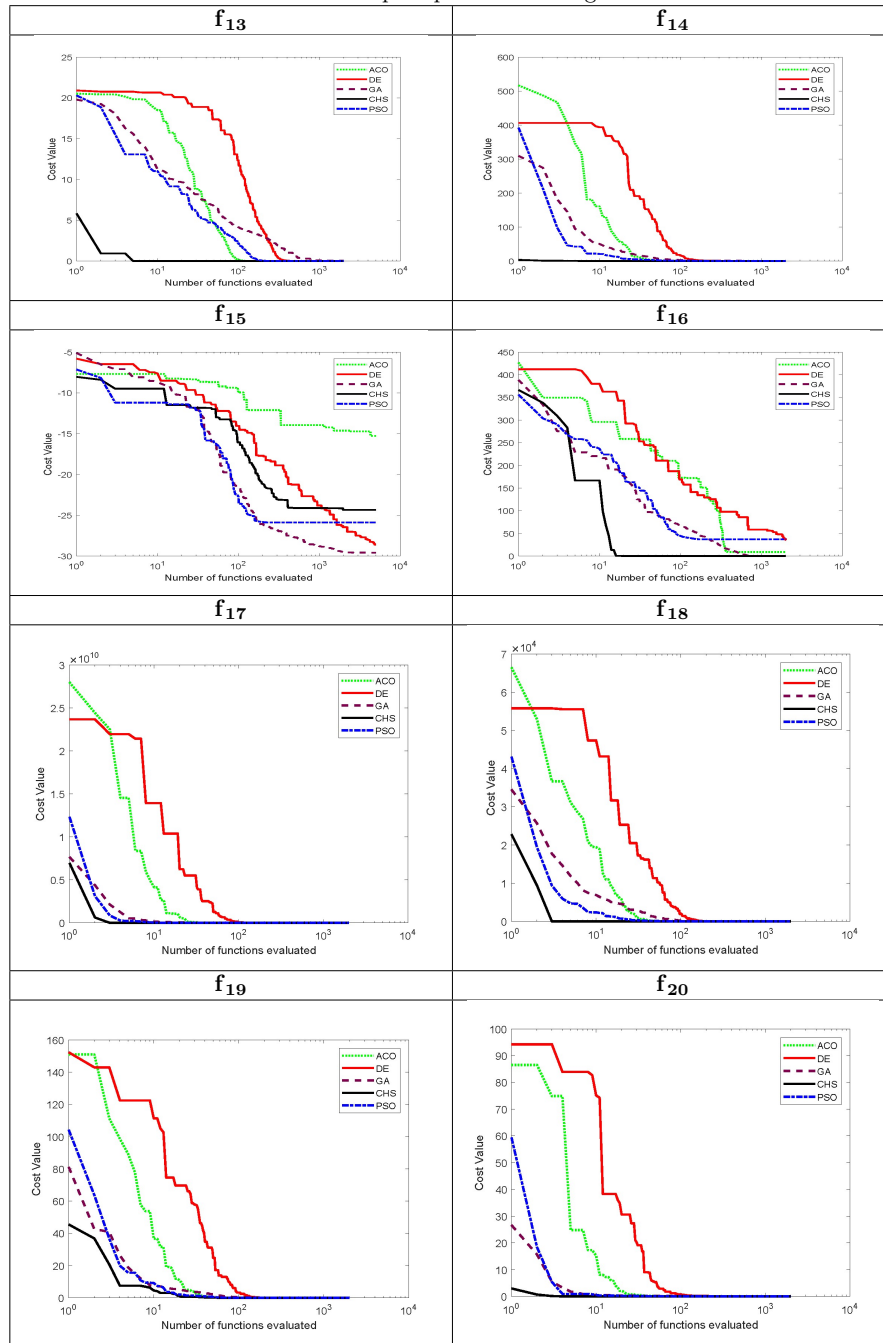 f13
f14
25
20
15
10
5
0
Cost Value
10^0
10^1
10^2
10^3
10^4
Number of functions evaluated
ACO
DE
GA
CHS
PSO
600
500
400
300
200
100
0
Cost Value
10^0
10^1
10^2
10^3
10^4
Number of functions evaluated
ACO
DE
GA
CHS
PSO
f15
f16
-5
-10
-15
-20
-25
-30
Cost Value
10^0
10^1
10^2
10^3
10^4
Number of functions evaluated
ACO
DE
GA
CHS
PSO
450
400
350
300
250
200
150
100
50
0
Cost Value
10^0
10^1
10^2
10^3
10^4
Number of functions evaluated
ACO
DE
GA
CHS
PSO
f17
f18
×10^10
3
2.5
2
1.5
1
0.5
0
Cost Value
10^0
10^1
10^2
10^3
10^4
Number of functions evaluated
ACO
DE
GA
CHS
PSO
×10^4
7
6
5
4
3
2
1
0
Cost Value
10^0
10^1
10^2
10^3
10^4
Number of functions evaluated
ACO
DE
GA
CHS
PSO
f19
f20
160
140
120
100
80
60
40
20
0
Cost Value
10^0
10^1
10^2
10^3
10^4
Number of functions evaluated
ACO
DE
GA
CHS
PSO
100
90
80
70
60
50
40
30
20
10
0
Cost Value
10^0
10^1
10^2
10^3
10^4
Number of functions evaluated
ACO
DE
GA
CHS
PSO